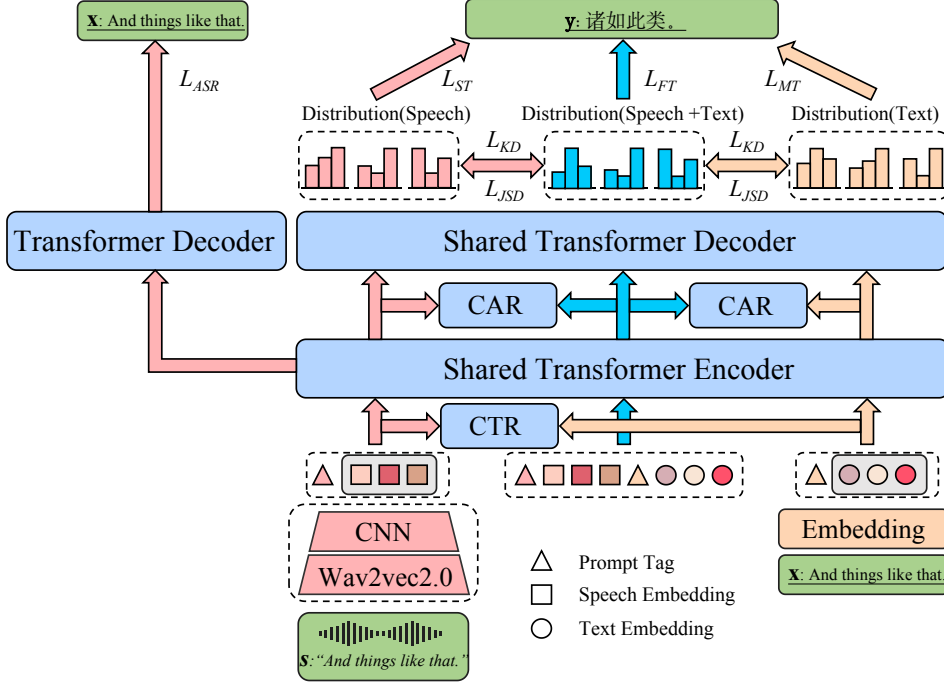 x: And things like that.
y: 诸如此类。
L_ASR
L_ST
L_FT
L_MT
Distribution(Speech)
Distribution(Speech +Text)
Distribution(Text)
L_KD
L_KD
L_JSD
L_JSD
Transformer Decoder
Shared Transformer Decoder
CAR
CAR
Shared Transformer Encoder
CTR
CNN
Wav2vec2.0
Embedding
x: And things like that.
Prompt Tag
Speech Embedding
Text Embedding
s:“And things like that.”